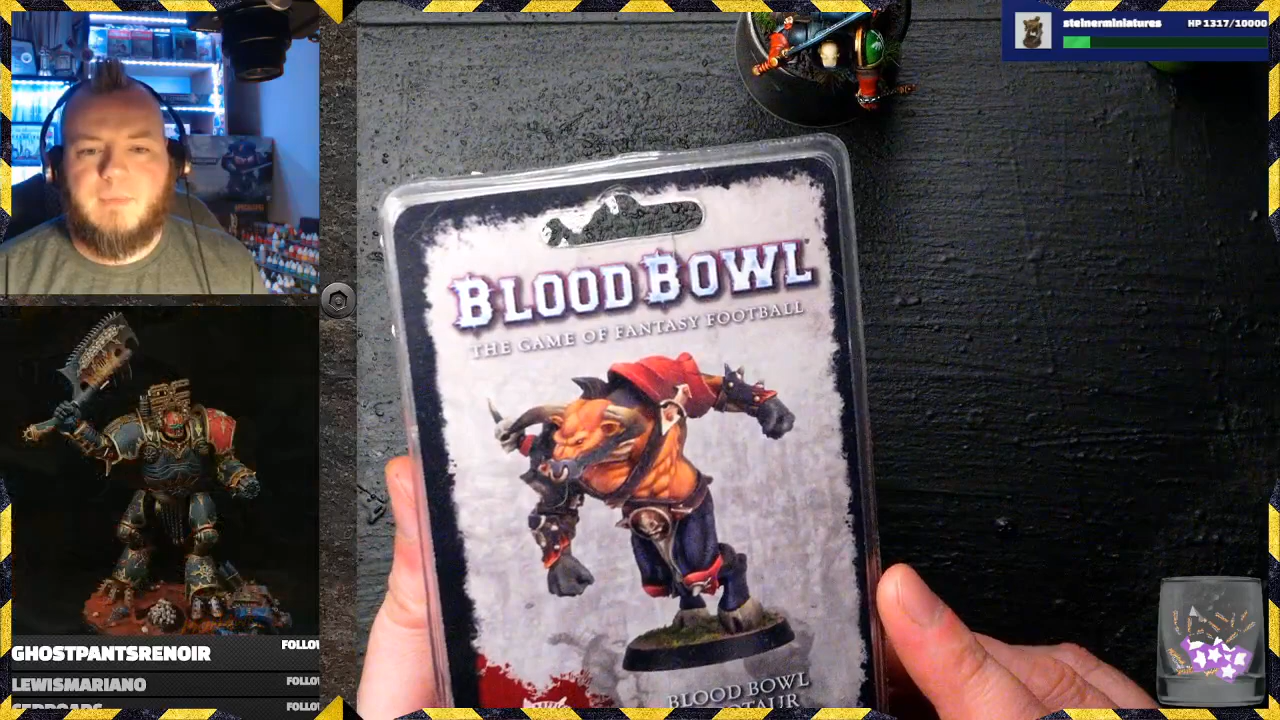 steinerminiatures HP 1317/10000
BLOOD BOWL
THE GAME OF FANTASY FOOTBALL
BLOOD BOWL
GHOSTPANTSRENOIR
LEWISMARIANO